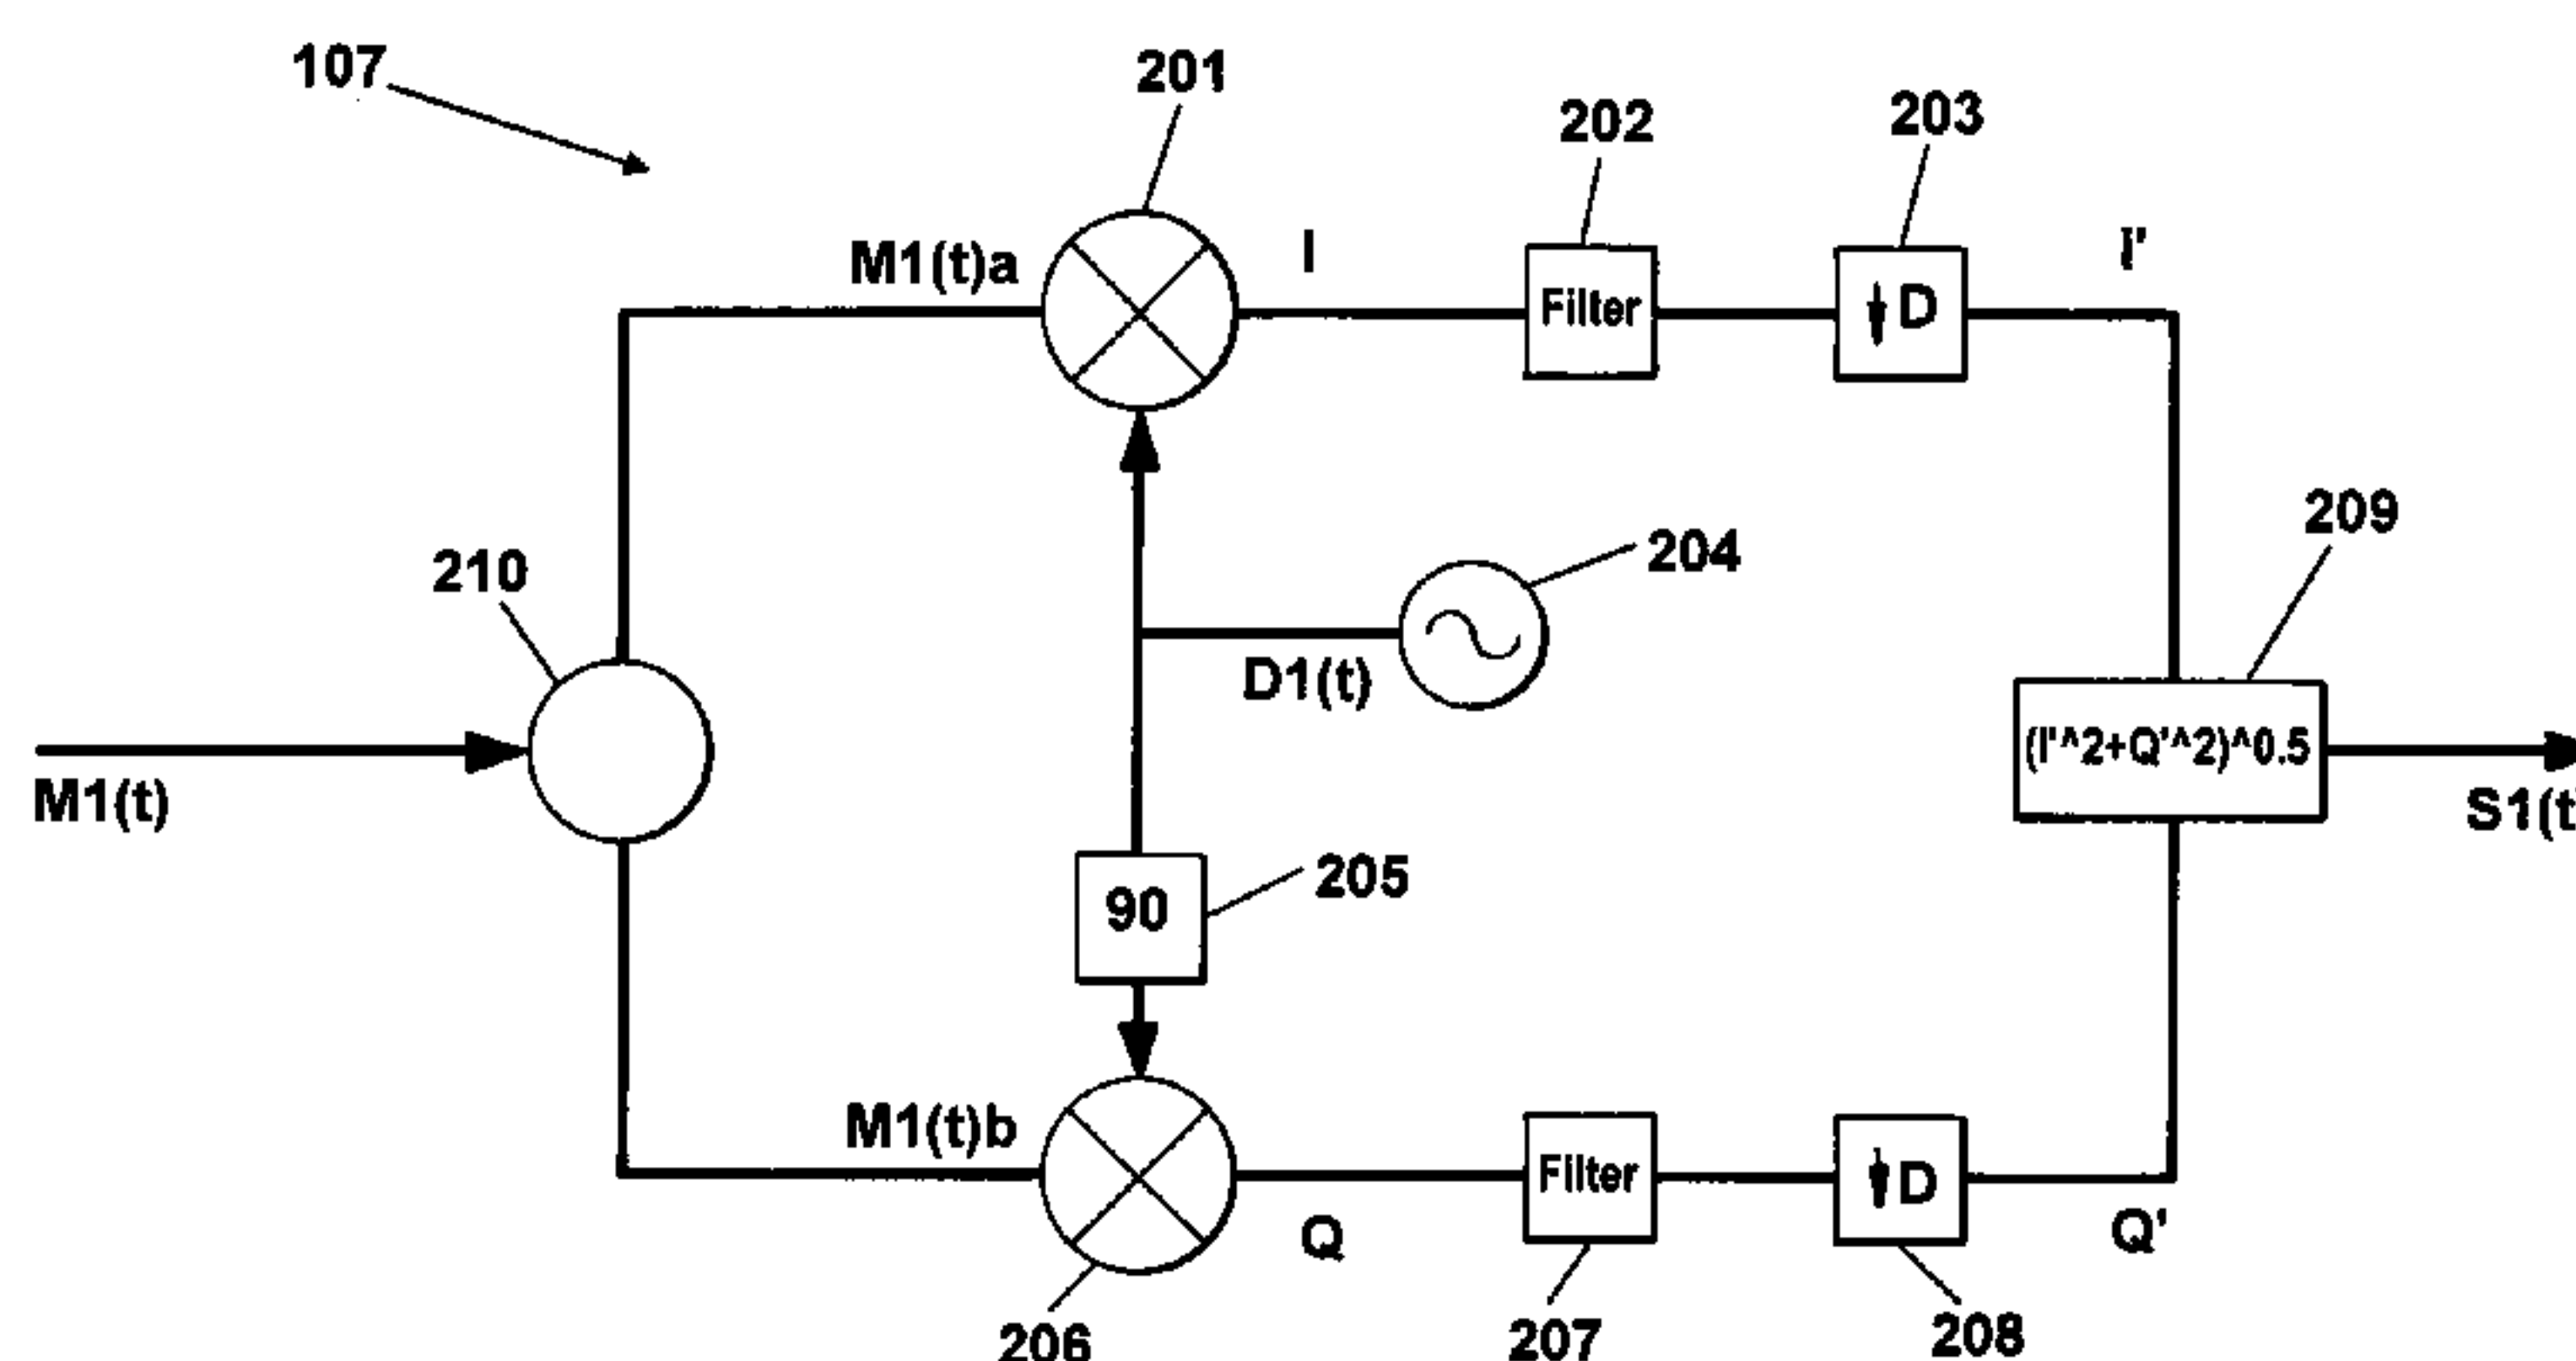 107
201
202
203
M1(t)a
I
I'
Filter
↓D
210
204
209
D1(t)
M1(t)
(I'^2+Q'^2)^0.5
S1(t
90
205
M1(t)b
Q
Filter
↓D
Q'
206
207
208